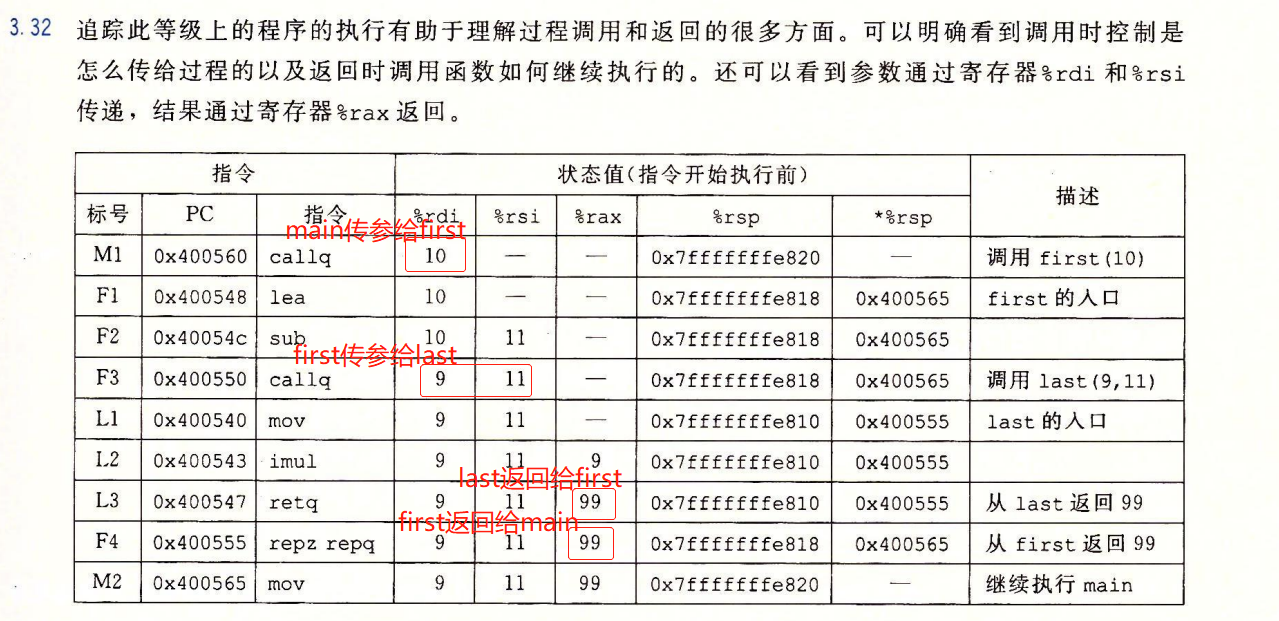 3.32 追踪此等级上的程序的执行有助于理解过程调用和返回的很多方面。可以明确看到调用时控制是
怎么传给过程的以及返回时调用函数如何继续执行的。还可以看到参数通过寄存器%rdi 和%rsi
传递，结果通过寄存器%rax 返回。
指令 状态值(指令开始执行前) 描述
标号 PC 指令 %rdi %rsi %rax %rsp *%rsp
main传参给first
M1 0x400560 callq 10 — — 0x7fffffffe820 — 调用 first(10)
F1 0x400548 lea 10 — — 0x7fffffffe818 0x400565 first 的入口
F2 0x40054c sub 10 11 — 0x7fffffffe818 0x400565
first传参给last
F3 0x400550 callq 9 11 — 0x7fffffffe818 0x400565 调用 last(9,11)
L1 0x400540 mov 9 11 — 0x7fffffffe810 0x400555 last 的入口
L2 0x400543 imul 9 11 9 0x7fffffffe810 0x400555
last返回给first
L3 0x400547 retq 9 11 99 0x7fffffffe810 0x400555 从 last 返回 99
first返回给main
F4 0x400555 repz repq 9 11 99 0x7fffffffe818 0x400565 从 first 返回 99
M2 0x400565 mov 9 11 99 0x7fffffffe820 — 继续执行 main